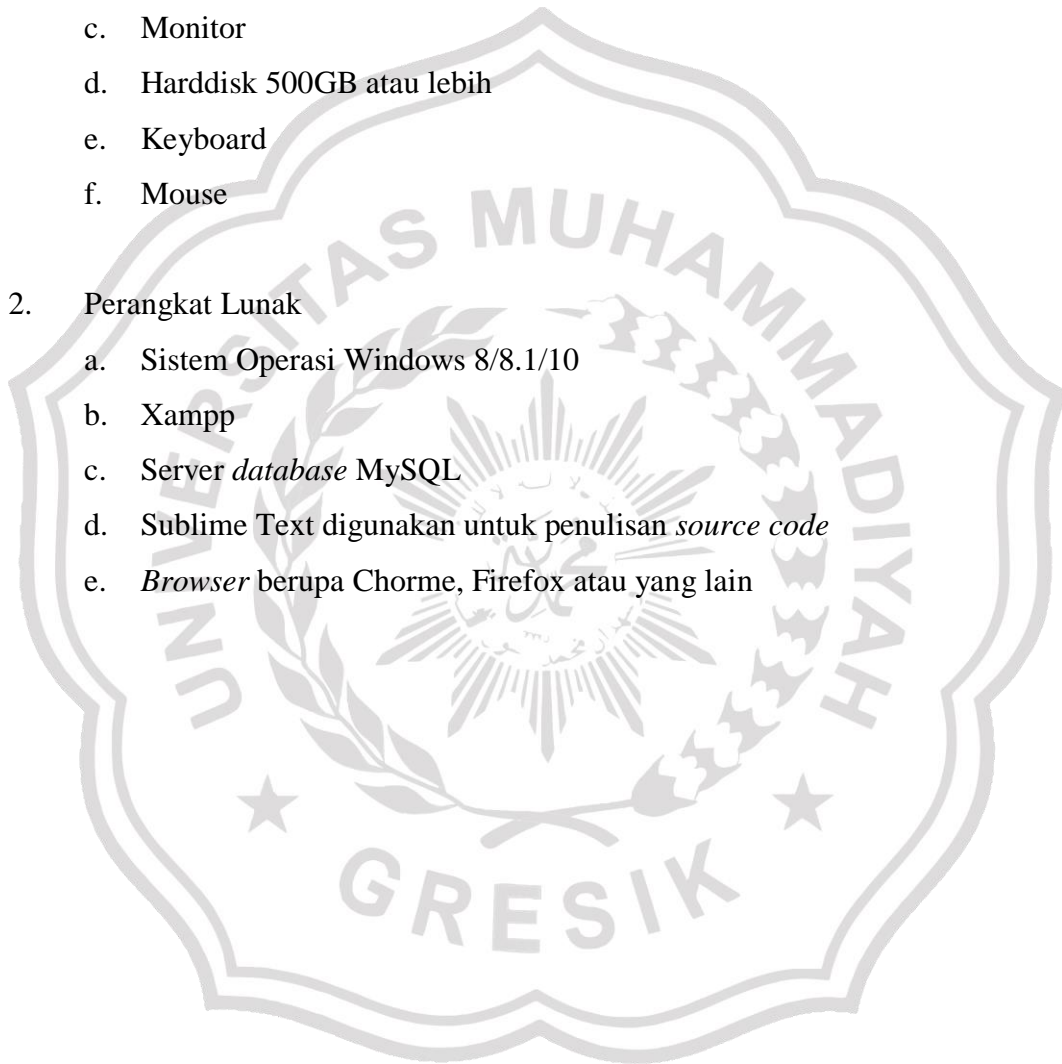 c. Monitor
d. Harddisk 500GB atau lebih
e. Keyboard
f. Mouse
2. Perangkat Lunak
a. Sistem Operasi Windows 8/8.1/10
b. Xampp
c. Server database MySQL
d. Sublime Text digunakan untuk penulisan source code
e. Browser berupa Chorme, Firefox atau yang lain
UNIVERSITAS MUHAMMADIYAH
GRESIK